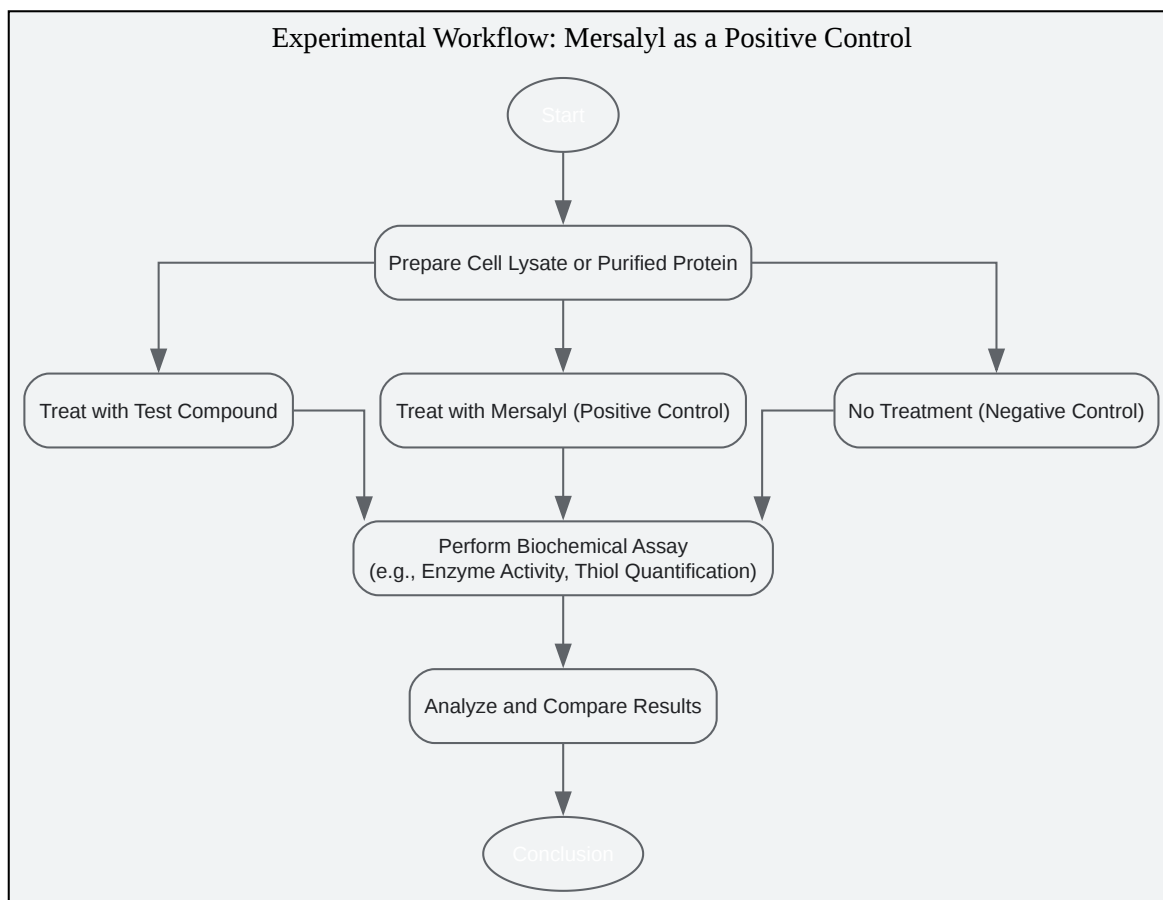 Experimental Workflow: Mersalyl as a Positive Control
Start
Prepare Cell Lysate or Purified Protein
Treat with Test Compound
Treat with Mersalyl (Positive Control)
No Treatment (Negative Control)
Perform Biochemical Assay
(e.g., Enzyme Activity, Thiol Quantification)
Analyze and Compare Results
Conclusion